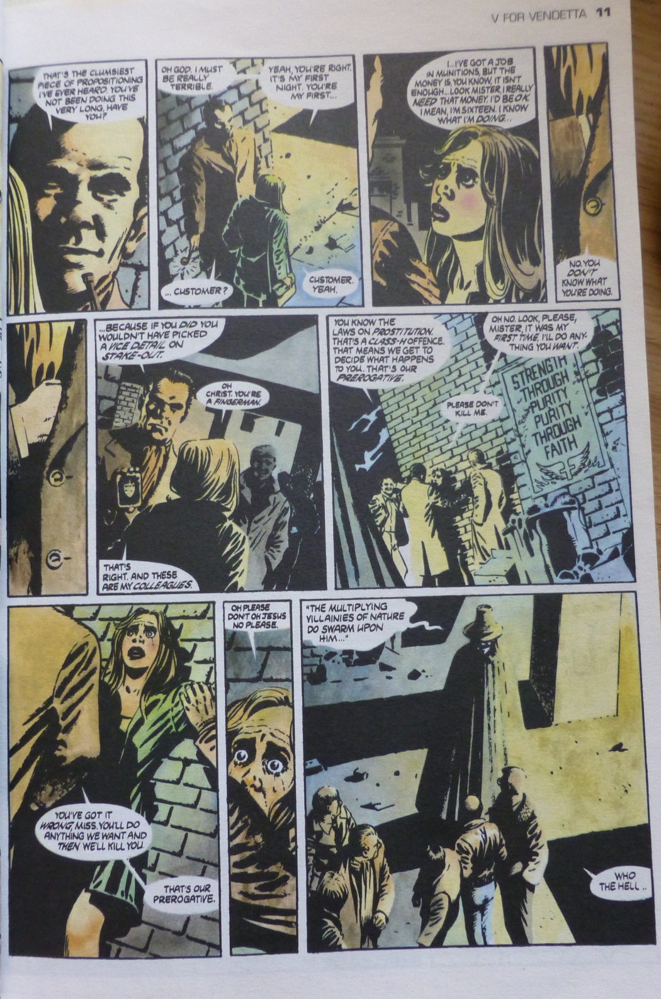 V FOR VENDETTA 11
THAT'S THE CLUMSIEST
PIECE OF PROPOSITIONING
I'VE EVER HEARD. YOU'VE
NOT BEEN DOING THIS
VERY LONG, HAVE
YOU?
OH GOD. I MUST
BE REALLY
TERRIBLE.
YEAH, YOU'RE RIGHT.
IT'S MY FIRST
NIGHT. YOU'RE
MY FIRST...
... CUSTOMER?
CUSTOMER.
YEAH.
I...I'VE GOT A JOB
IN MUNITIONS, BUT THE
MONEY IS, YOU KNOW, IT ISN'T
ENOUGH...LOOK MISTER, I REALLY
NEED THAT MONEY. I'D BE OK.
I MEAN, I'M SIXTEEN. I KNOW
WHAT I'M DOING...
NO. YOU
DON'T
KNOW WHAT
YOU'RE DOING.
...BECAUSE IF YOU DID YOU
WOULDN'T HAVE PICKED
A VICE DETAIL ON
STAKE-OUT.
OH
CHRIST. YOU'RE
A FINGERMAN.
THAT'S
RIGHT. AND THESE
ARE MY COLLEAGUES.
YOU KNOW THE
LAWS ON PROSTITUTION.
THAT'S A CLASS-H OFFENCE.
THAT MEANS WE GET TO
DECIDE WHAT HAPPENS
TO YOU. THAT'S OUR
PREROGATIVE.
OH NO. LOOK, PLEASE,
MISTER, IT WAS MY
FIRST TIME, I'LL DO ANY-
THING YOU WANT.
PLEASE DON'T
KILL ME.
STRENGTH
THROUGH
PURITY
PURITY
THROUGH
FAITH
YOU'VE GOT IT
WRONG, MISS. YOU'LL DO
ANYTHING WE WANT AND
THEN WE'LL KILL YOU.
THAT'S OUR
PREROGATIVE.
OH PLEASE
DON'T OH JESUS
NO PLEASE.
"THE MULTIPLYING
VILLAINIES OF NATURE
DO SWARM UPON
HIM..."
WHO
THE HELL ..